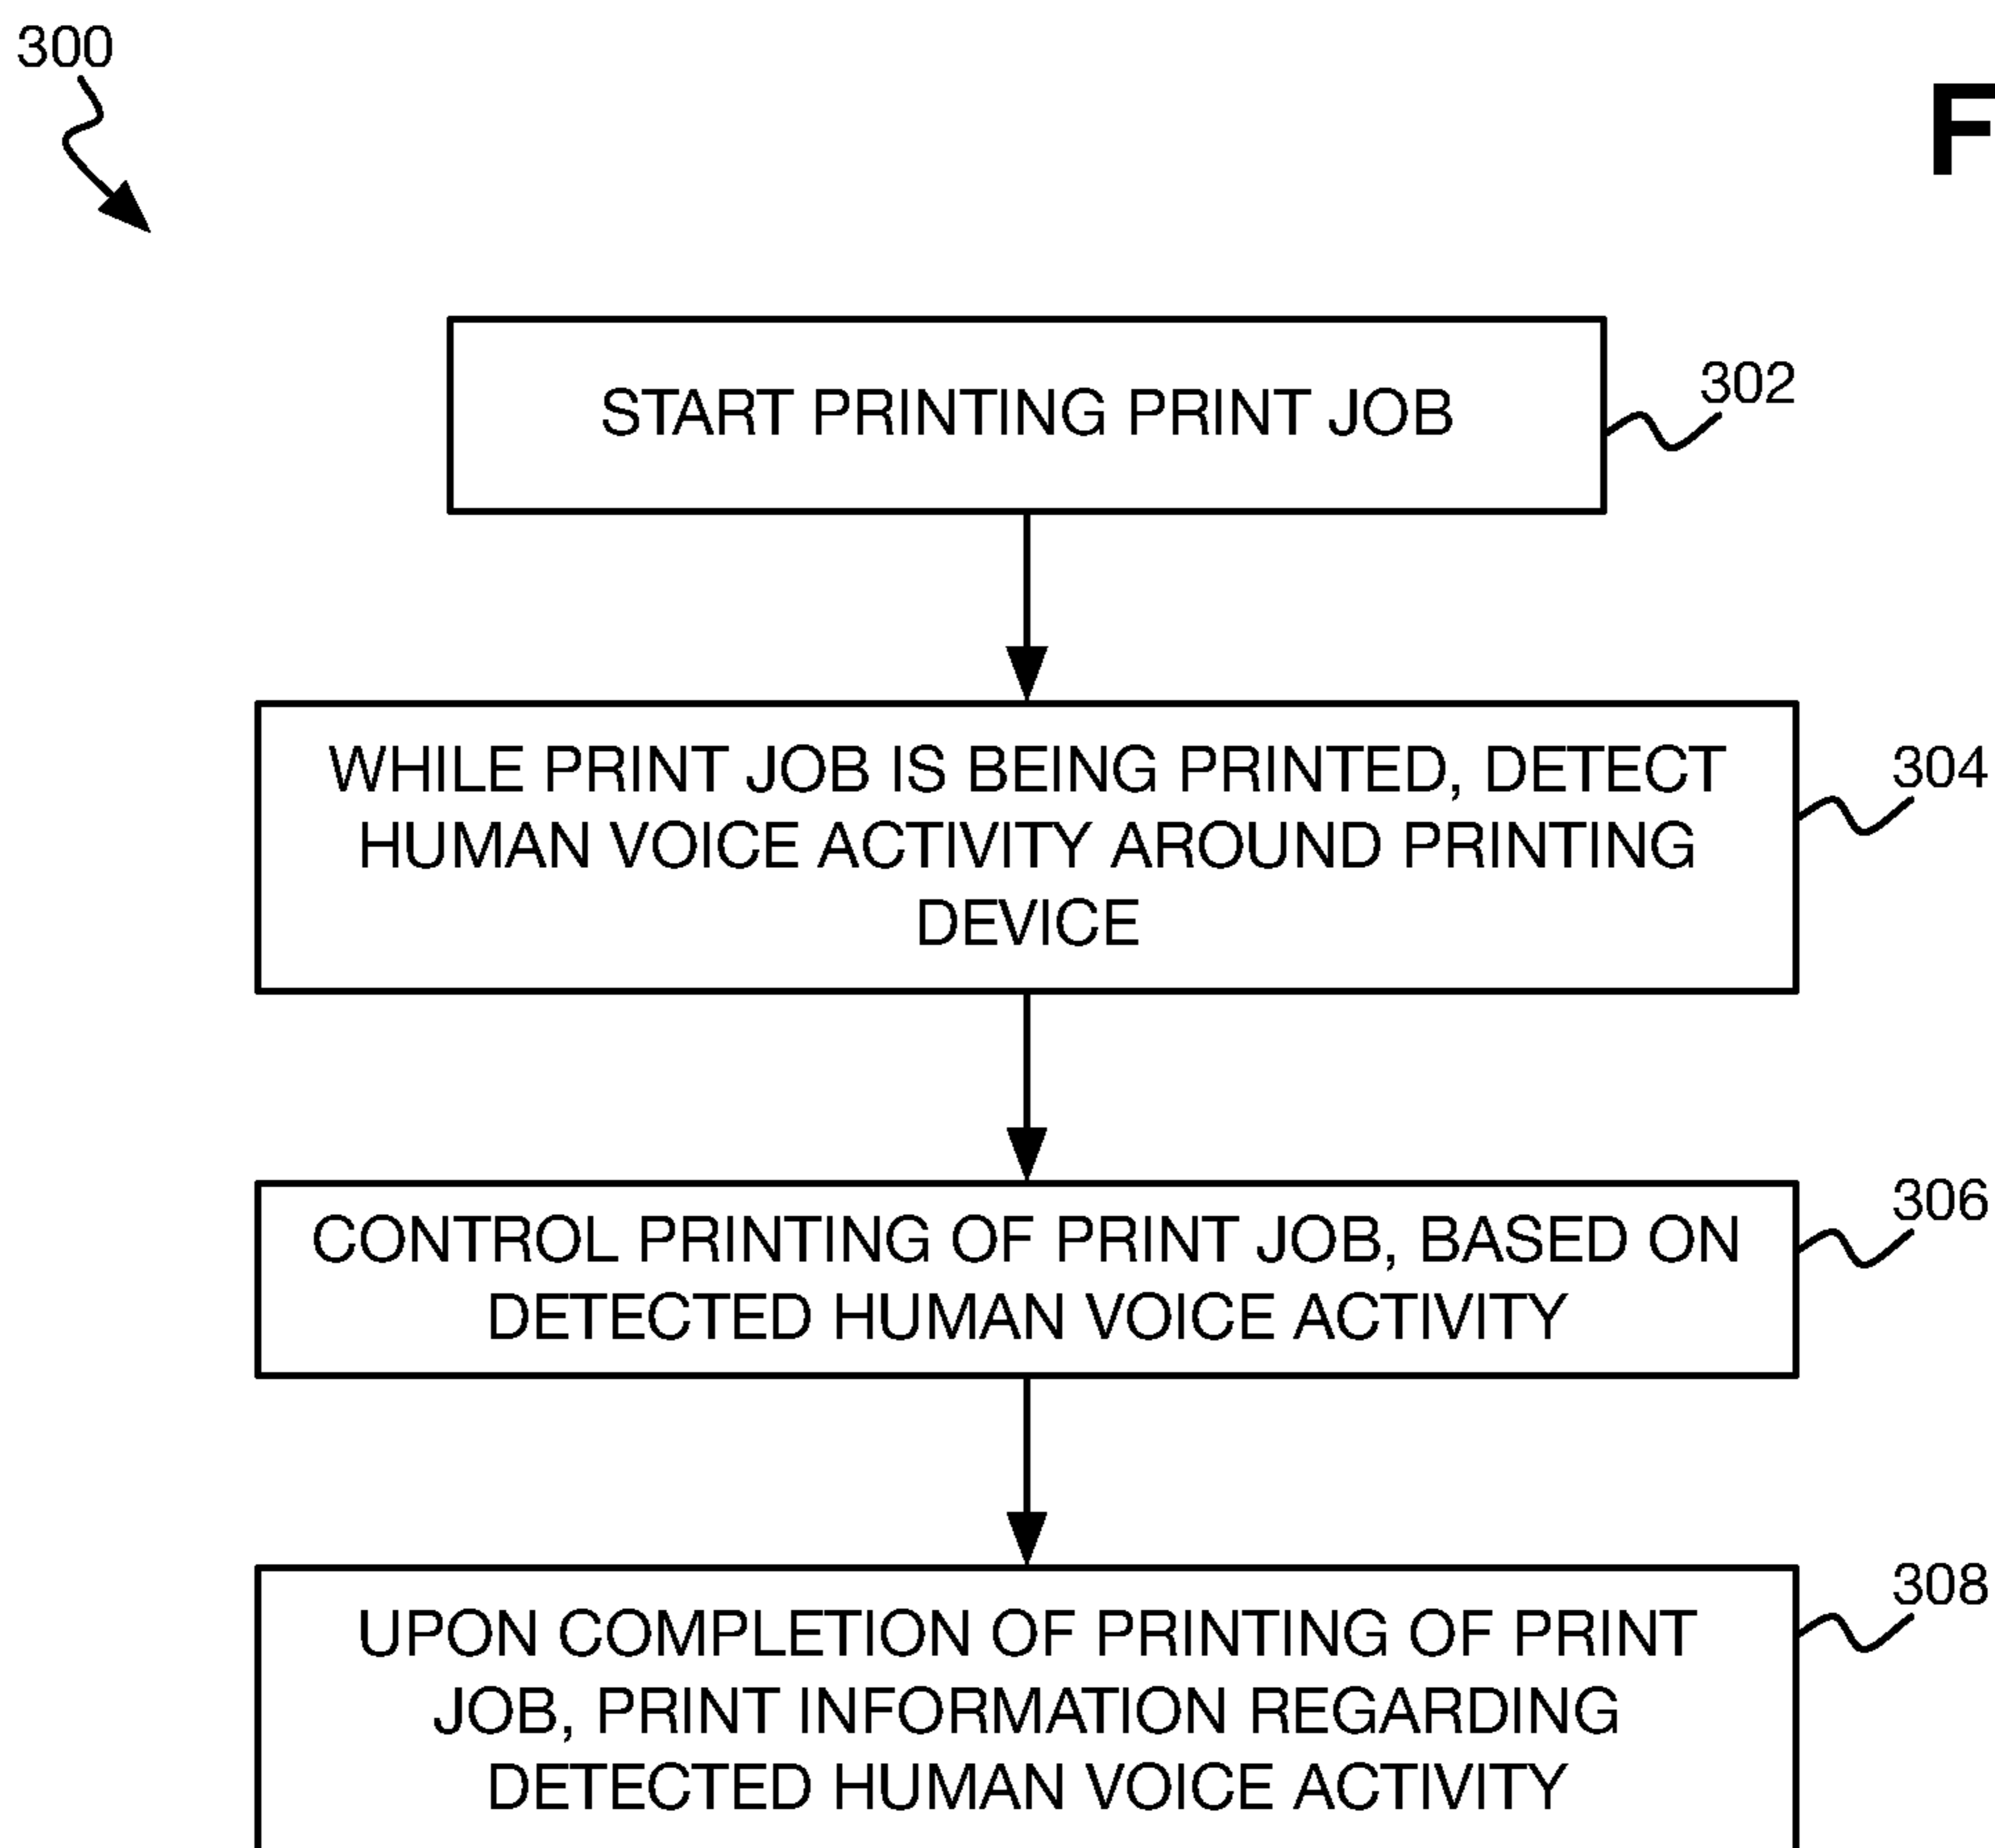 300
F
START PRINTING PRINT JOB
302
WHILE PRINT JOB IS BEING PRINTED, DETECT
HUMAN VOICE ACTIVITY AROUND PRINTING
DEVICE
304
CONTROL PRINTING OF PRINT JOB, BASED ON
DETECTED HUMAN VOICE ACTIVITY
306
UPON COMPLETION OF PRINTING OF PRINT
JOB, PRINT INFORMATION REGARDING
DETECTED HUMAN VOICE ACTIVITY
308